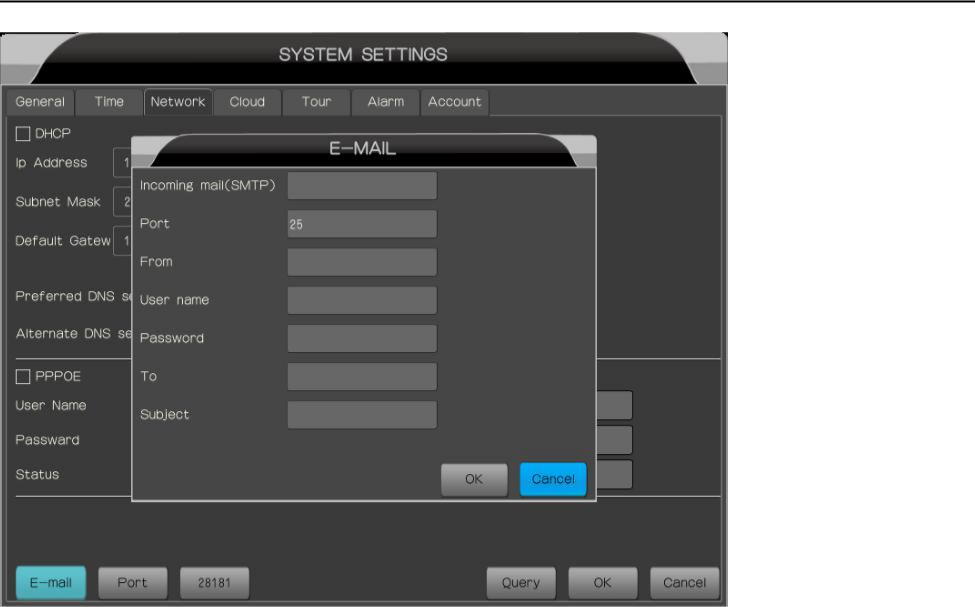 SYSTEM SETTINGS
General Time Network Cloud Tour Alarm Account
DHCP
E-MAIL
Ip Address 1
Incoming mail(SMTP)
Subnet Mask 2
Port 25
Default Gatew 1
From
Preferred DNS se
User name
Alternate DNS se
Password
PPPOE
To
User Name
Subject
Passward
Status
OK Cancel
E-mail Port 28181 Query OK Cancel